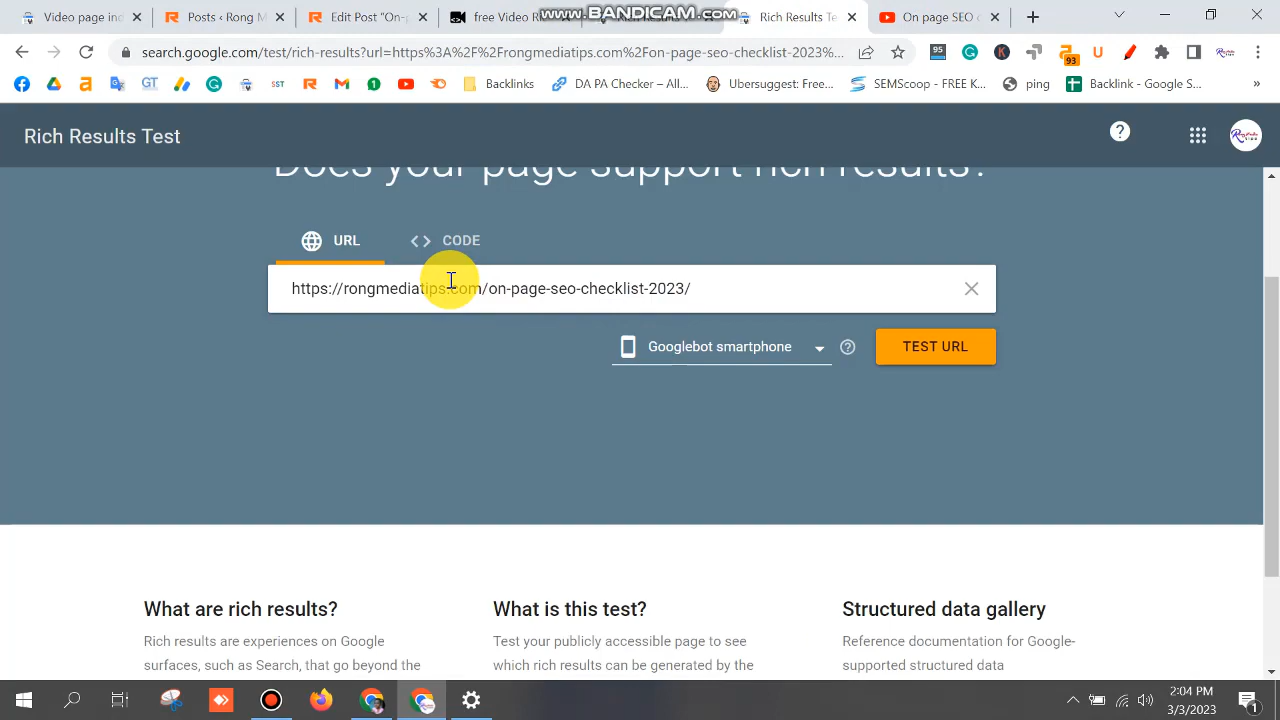 www.BANDICAM.com
Video page in
Posts ‹ Rong M
Edit Post "On-p
free Video R
Rich Results Te
On page SEO c
search.google.com/test/rich-results?url=https%3A%2F%2Frongmediatips.com%2Fon-page-seo-checklist-2023%...
95
93
Backlinks
DA PA Checker – Al...
Ubersuggest: Free...
SEMScoop - FREE K...
ping
Backlink - Google S...
»
Rich Results Test
Does your page support rich results?
URL
CODE
https://rongmediatips.com/on-page-seo-checklist-2023/
Googlebot smartphone
TEST URL
What are rich results?
What is this test?
Structured data gallery
Rich results are experiences on Google
Test your publicly accessible page to see
Reference documentation for Google-
surfaces, such as Search, that go beyond the
which rich results can be generated by the
supported structured data
2:04 PM
3/3/2023